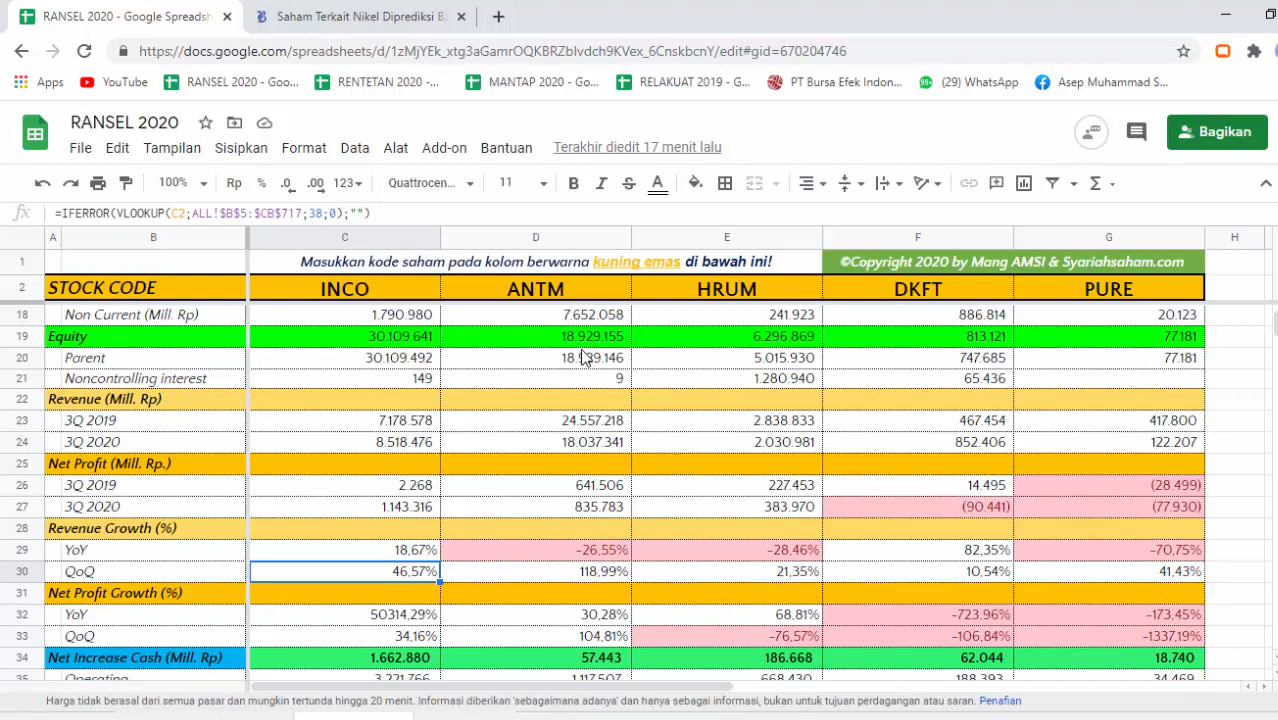 RANSEL 2020 - Google Spreadsh
Saham Terkait Nikel Diprediksi Ba
https://docs.google.com/spreadsheets/d/1zMjYEk_xtg3aGamrOQKBRZblvdch9KVex_6CnskbcnY/edit#gid=670204746
Apps YouTube RANSEL 2020 - Goo... RENTETAN 2020 -... MANTAP 2020 - Goo... RELAKUAT 2019 - G... PT Bursa Efek Indon... (29) WhatsApp Asep Muhammad S...
RANSEL 2020
File Edit Tampilan Sisipkan Format Data Alat Add-on Bantuan Terakhir diedit 17 menit lalu
Bagikan
100% Rp % .0 .00 123 Quattrocen... 11 B I S A
fx =IFERROR(VLOOKUP(C2;ALL!$B$5:$CB$717;38;0);"")
A B C D E F G H
1 Masukkan kode saham pada kolom berwarna kuning emas di bawah ini! ©Copyright 2020 by Mang AMSI & Syariahsaham.com
2 STOCK CODE INCO ANTM HRUM DKFT PURE
18 Non Current (Mill. Rp) 1.790.980 7.652.058 241.923 886.814 20.123
19 Equity 30.109.641 18.929.155 6.296.869 813.121 77.181
20 Parent 30.109.492 18. 146 5.015.930 747.685 77.181
21 Noncontrolling interest 149 9 1.280.940 65.436
22 Revenue (Mill. Rp)
23 3Q 2019 7.178.578 24.557.218 2.838.833 467.454 417.800
24 3Q 2020 8.518.476 18.037.341 2.030.981 852.406 122.207
25 Net Profit (Mill. Rp.)
26 3Q 2019 2.268 641.506 227.453 14.495 (28.499)
27 3Q 2020 1.143.316 835.783 383.970 (90.441) (77.930)
28 Revenue Growth (%)
29 YoY 18,67% -26,55% -28,46% 82,35% -70,75%
30 QoQ 46,57% 118,99% 21,35% 10,54% 41,43%
31 Net Profit Growth (%)
32 YoY 50314,29% 30,28% 68,81% -723,96% -173,45%
33 QoQ 34,16% 104,81% -76,57% -106,84% -1337,19%
34 Net Increase Cash (Mill. Rp) 1.662.880 57.443 186.668 62.044 18.740
Operating 3.221.766 1.117.507 668.430 188.393 34.469
Harga tidak berasal dari semua pasar dan mungkin tertunda hingga 20 menit. Informasi diberikan 'sebagaimana adanya' dan hanya sebagai informasi, bukan untuk tujuan perdagangan atau saran. Penafian